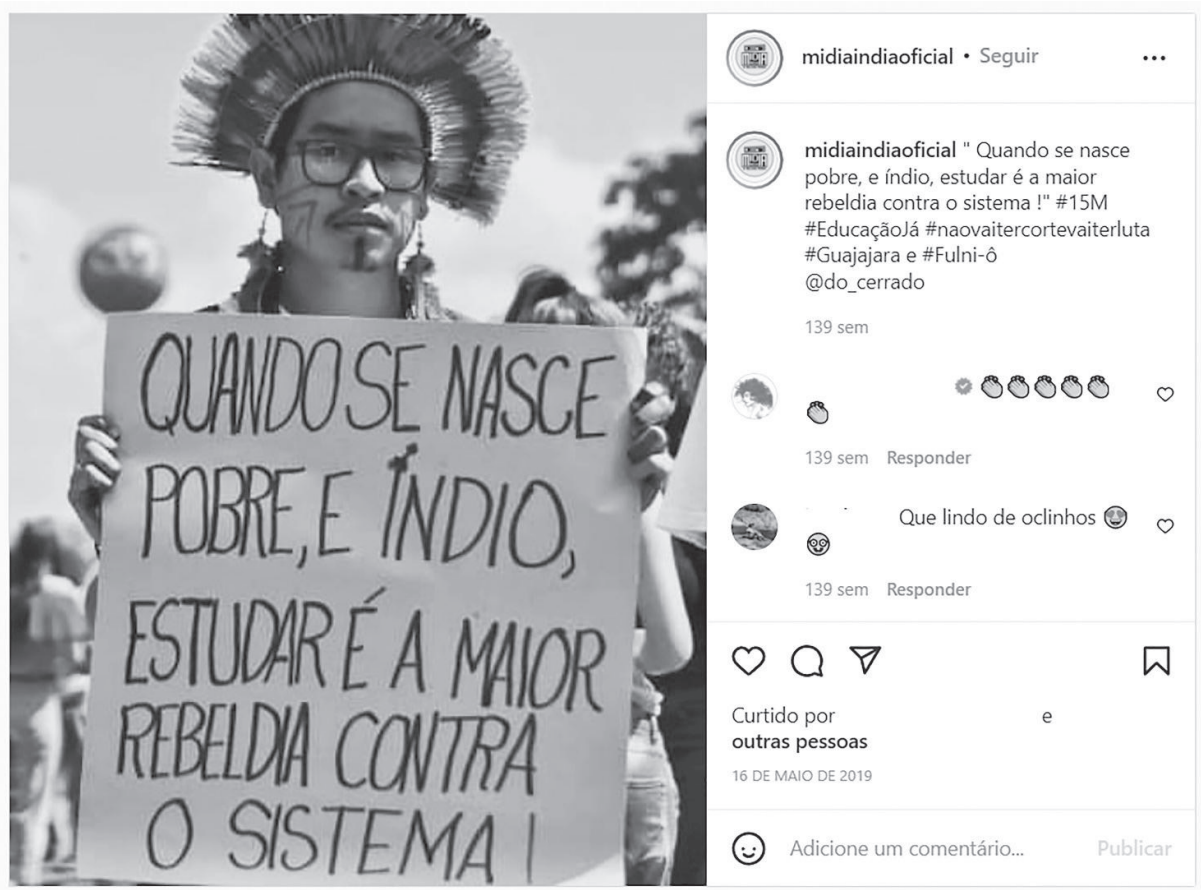 QUANDO SE NASCE
POBRE, E ÍNDIO,
ESTUDAR É A MAIOR
REBELDIA CONTRA
O SISTEMA!
midiaindiaoficial • Seguir
midiaindiaoficial " Quando se nasce
pobre, e índio, estudar é a maior
rebeldia contra o sistema !" #15M
#EducaçãoJá #naovaitercortevaiterluta
#Guajajara e #Fulni-ô
@do_cerrado
139 sem
139 sem Responder
Que lindo de oclinhos
139 sem Responder
Curtido por e
outras pessoas
16 DE MAIO DE 2019
Adicione um comentário... Publicar